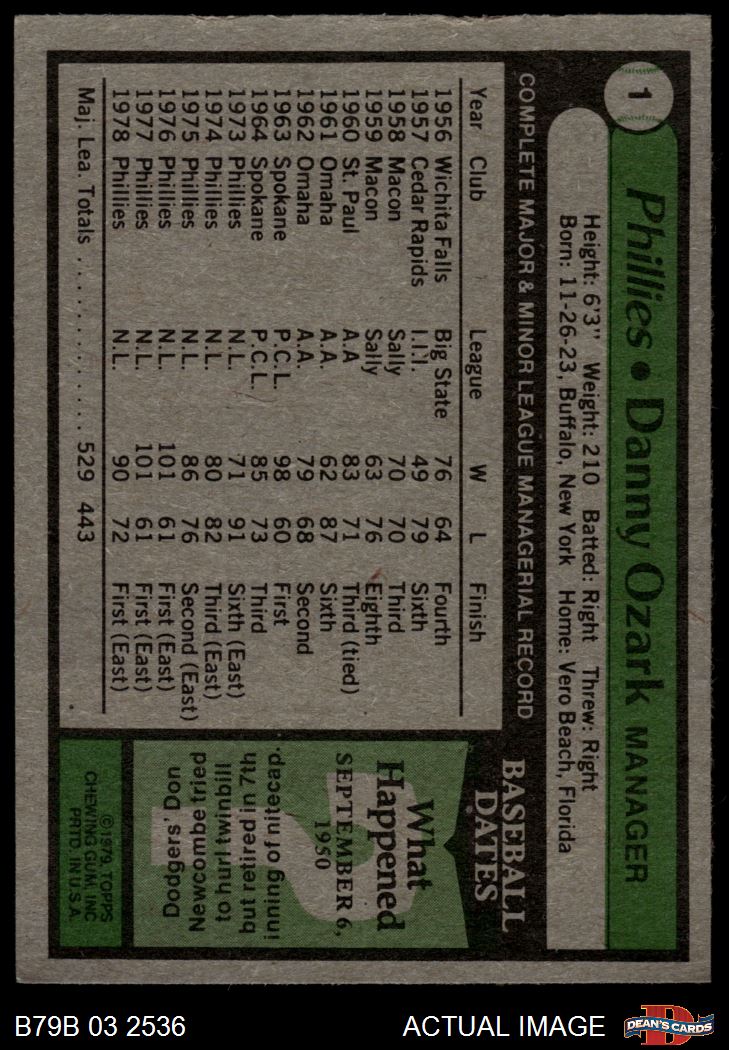 1
Phillies • Danny Ozark MANAGER
Height: 6'3" Weight: 210 Batted: Right Threw: Right
Born: 11-26-23, Buffalo, New York Home: Vero Beach, Florida
COMPLETE MAJOR & MINOR LEAGUE MANAGERIAL RECORD
Year Club League W L Finish
1956 Wichita Falls Big State 76 64 Fourth
1957 Cedar Rapids I.I.I. 49 79 Sixth
1958 Macon Sally 70 70 Third
1959 Macon Sally 63 76 Eighth
1960 St. Paul A.A 83 71 Third (tied)
1961 Omaha A.A. 62 87 Sixth
1962 Omaha A.A. 79 68 Second
1963 Spokane P.C.L. 98 60 First
1964 Spokane P.C.L. 85 73 Third
1973 Phillies N.L. 71 91 Sixth (East)
1974 Phillies N.L. 80 82 Third (East)
1975 Phillies N.L. 86 76 Second (East)
1976 Phillies N.L. 101 61 First (East)
1977 Phillies N.L. 101 61 First (East)
1978 Phillies N.L. 90 72 First (East)
Maj. Lea. Totals . . . . . . . . . . . . 529 443
BASEBALL
DATES
What
Happened
SEPTEMBER 6,
1950
Dodgers' Don
Newcombe tried
to hurl twinbill
but retired in 7th
inning of nitecap.
©1979, TOPPS
CHEWING GUM, INC
PRTD. IN U.S.A.
B79B 03 2536 ACTUAL IMAGE
D
DEAN'S CARDS